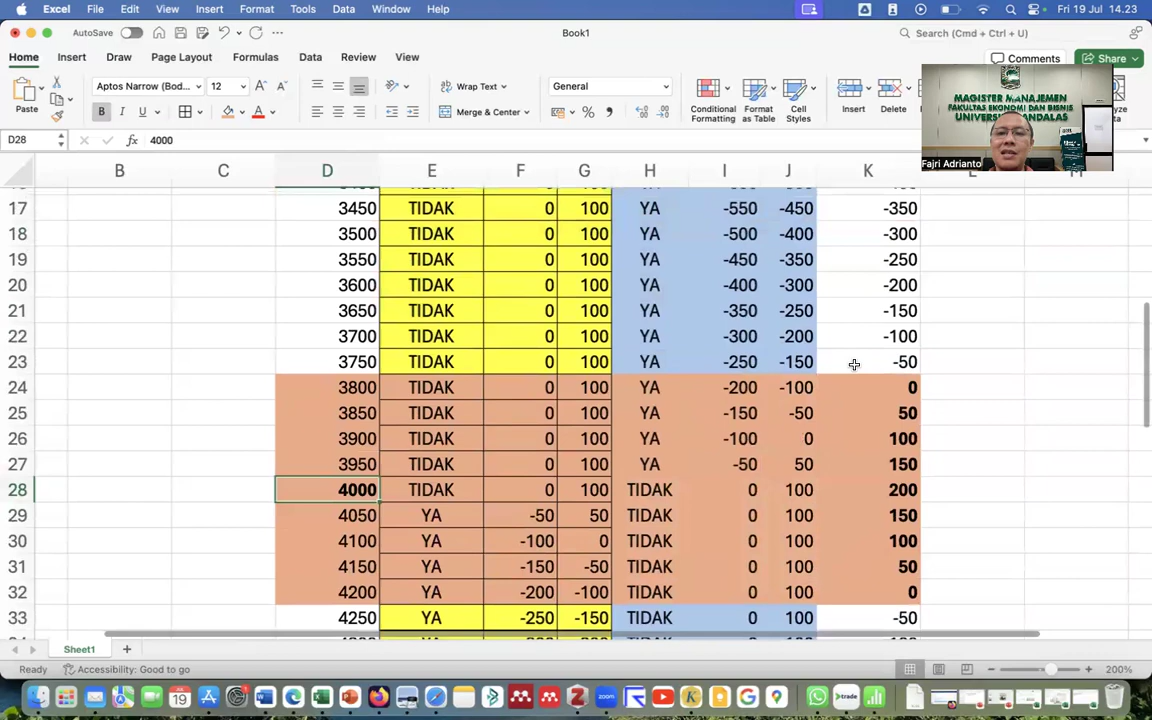 Excel File Edit View Insert Format Tools Data Window Help Fri 19 Jul 14.23
AutoSave Book1 Search (Cmd + Ctrl + U)
Home Insert Draw Page Layout Formulas Data Review View Comments Share
Paste Aptos Narrow (Bod... 12 Wrap Text General Conditional Formatting Format as Table Cell Styles Insert Delete
B I U Merge & Center
MAGISTER MANAJEMEN
FAKULTAS EKONOMI DAN BISNIS
Fajri Adrianto
D28 4000
B C D E F G H I J K
17 3450 TIDAK 0 100 YA -550 -450 -350
18 3500 TIDAK 0 100 YA -500 -400 -300
19 3550 TIDAK 0 100 YA -450 -350 -250
20 3600 TIDAK 0 100 YA -400 -300 -200
21 3650 TIDAK 0 100 YA -350 -250 -150
22 3700 TIDAK 0 100 YA -300 -200 -100
23 3750 TIDAK 0 100 YA -250 -150 -50
24 3800 TIDAK 0 100 YA -200 -100 0
25 3850 TIDAK 0 100 YA -150 -50 50
26 3900 TIDAK 0 100 YA -100 0 100
27 3950 TIDAK 0 100 YA -50 50 150
28 4000 TIDAK 0 100 TIDAK 0 100 200
29 4050 YA -50 50 TIDAK 0 100 150
30 4100 YA -100 0 TIDAK 0 100 100
31 4150 YA -150 -50 TIDAK 0 100 50
32 4200 YA -200 -100 TIDAK 0 100 0
33 4250 YA -250 -150 TIDAK 0 100 -50
Sheet1
Ready Accessibility: Good to go 200%